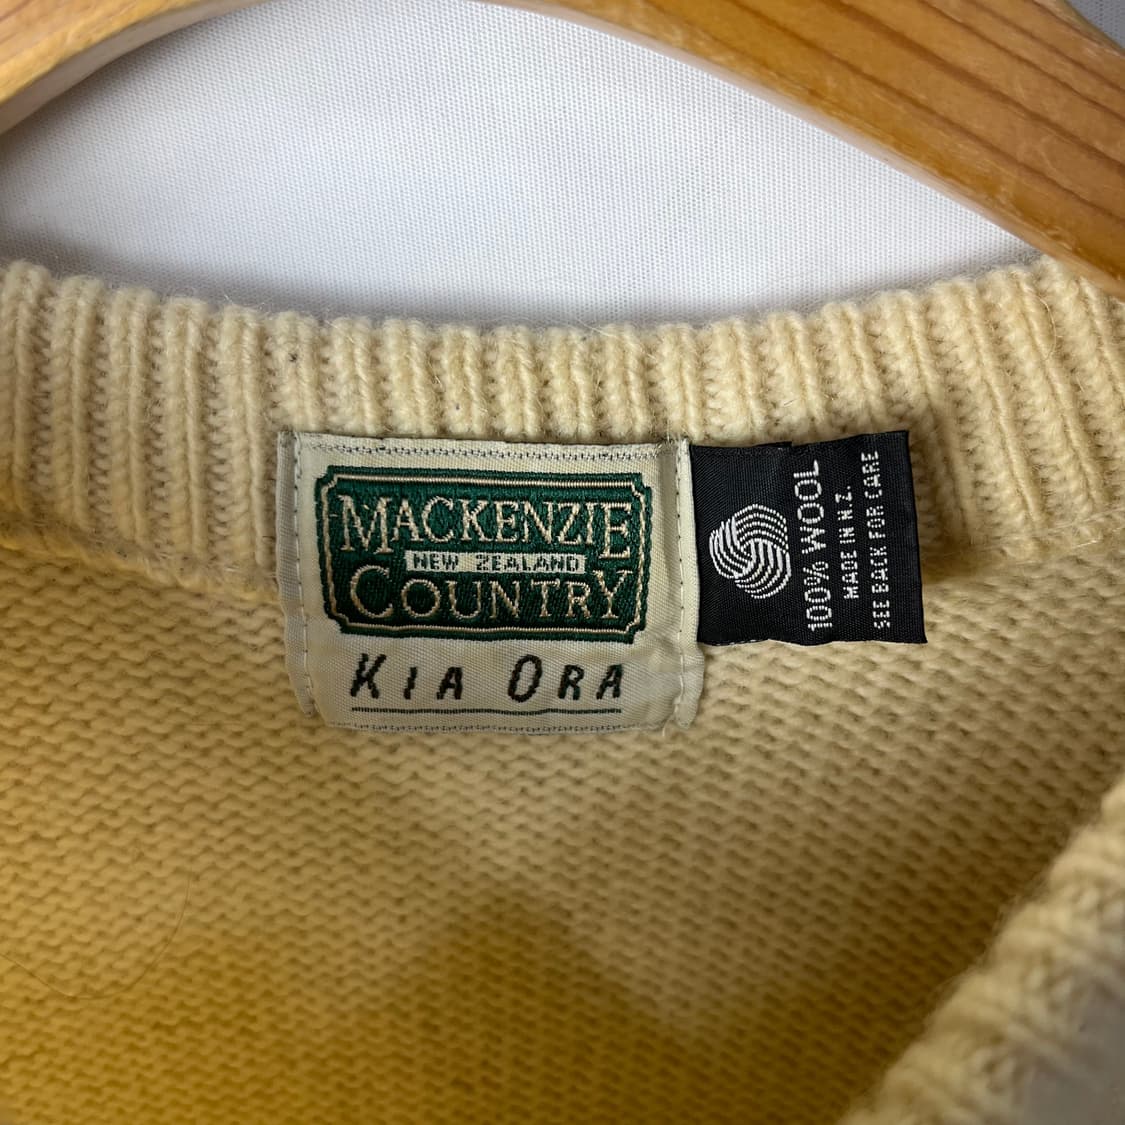 MACKENZIE
NEW ZEALAND
COUNTRY
KIA ORA
100% WOOL
MADE IN N.Z.
SEE BACK FOR CARE